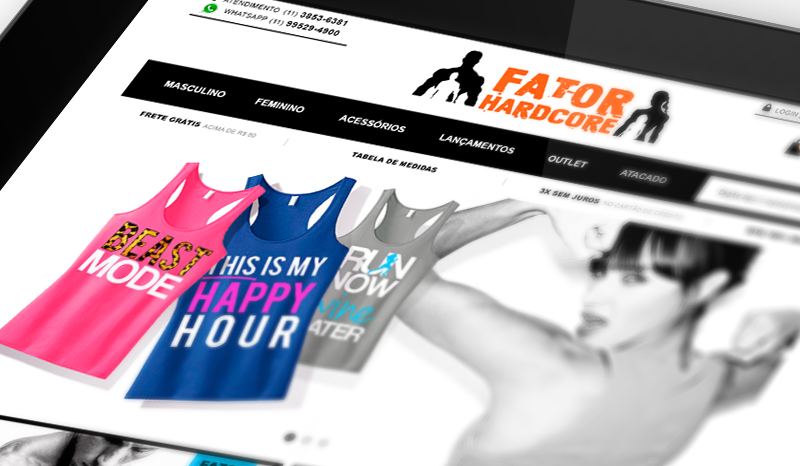 ATENDIMENTO (11) 3853-6381
WHATSAPP (11) 99529-4900
FATOR
HARDCORE
LOGIN
MASCULINO
FEMININO
ACESSÓRIOS
LANÇAMENTOS
OUTLET
ATACADO
FRETE GRÁTIS ACIMA DE R$ 50
TABELA DE MEDIDAS
3X SEM JUROS NO CARTÃO DE CRÉDITO
BEAST
MODE
THIS IS MY
HAPPY
HOUR
RUN
NOW
wine
ATER